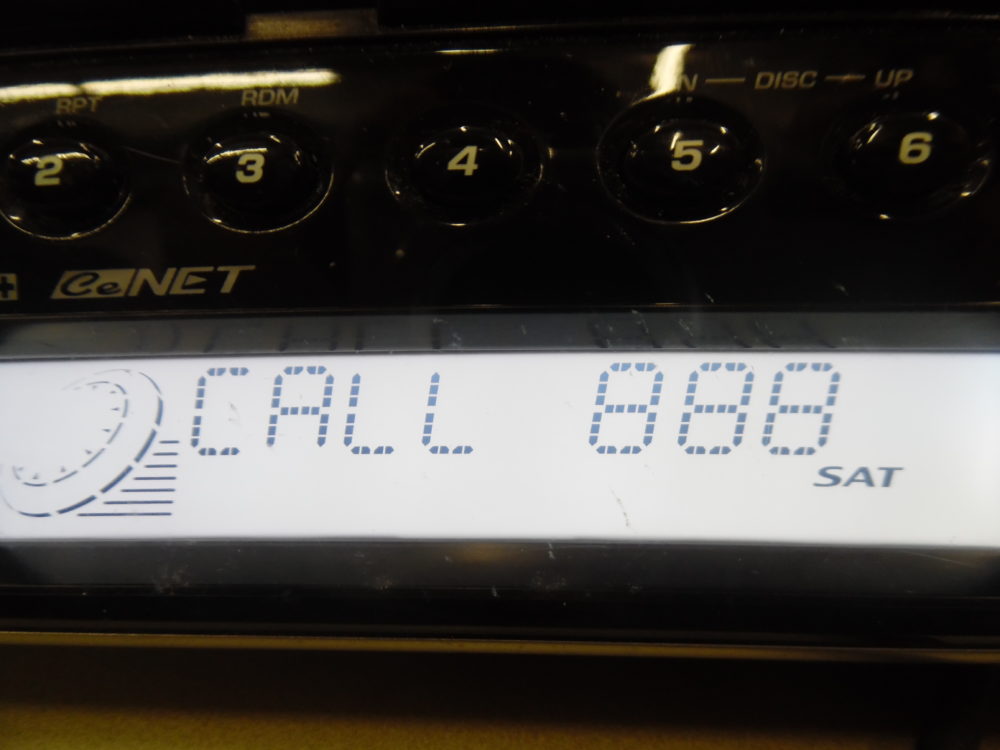 RPT RDM DISC UP
2 3 4 5 6
CeNET
CALL 888
SAT